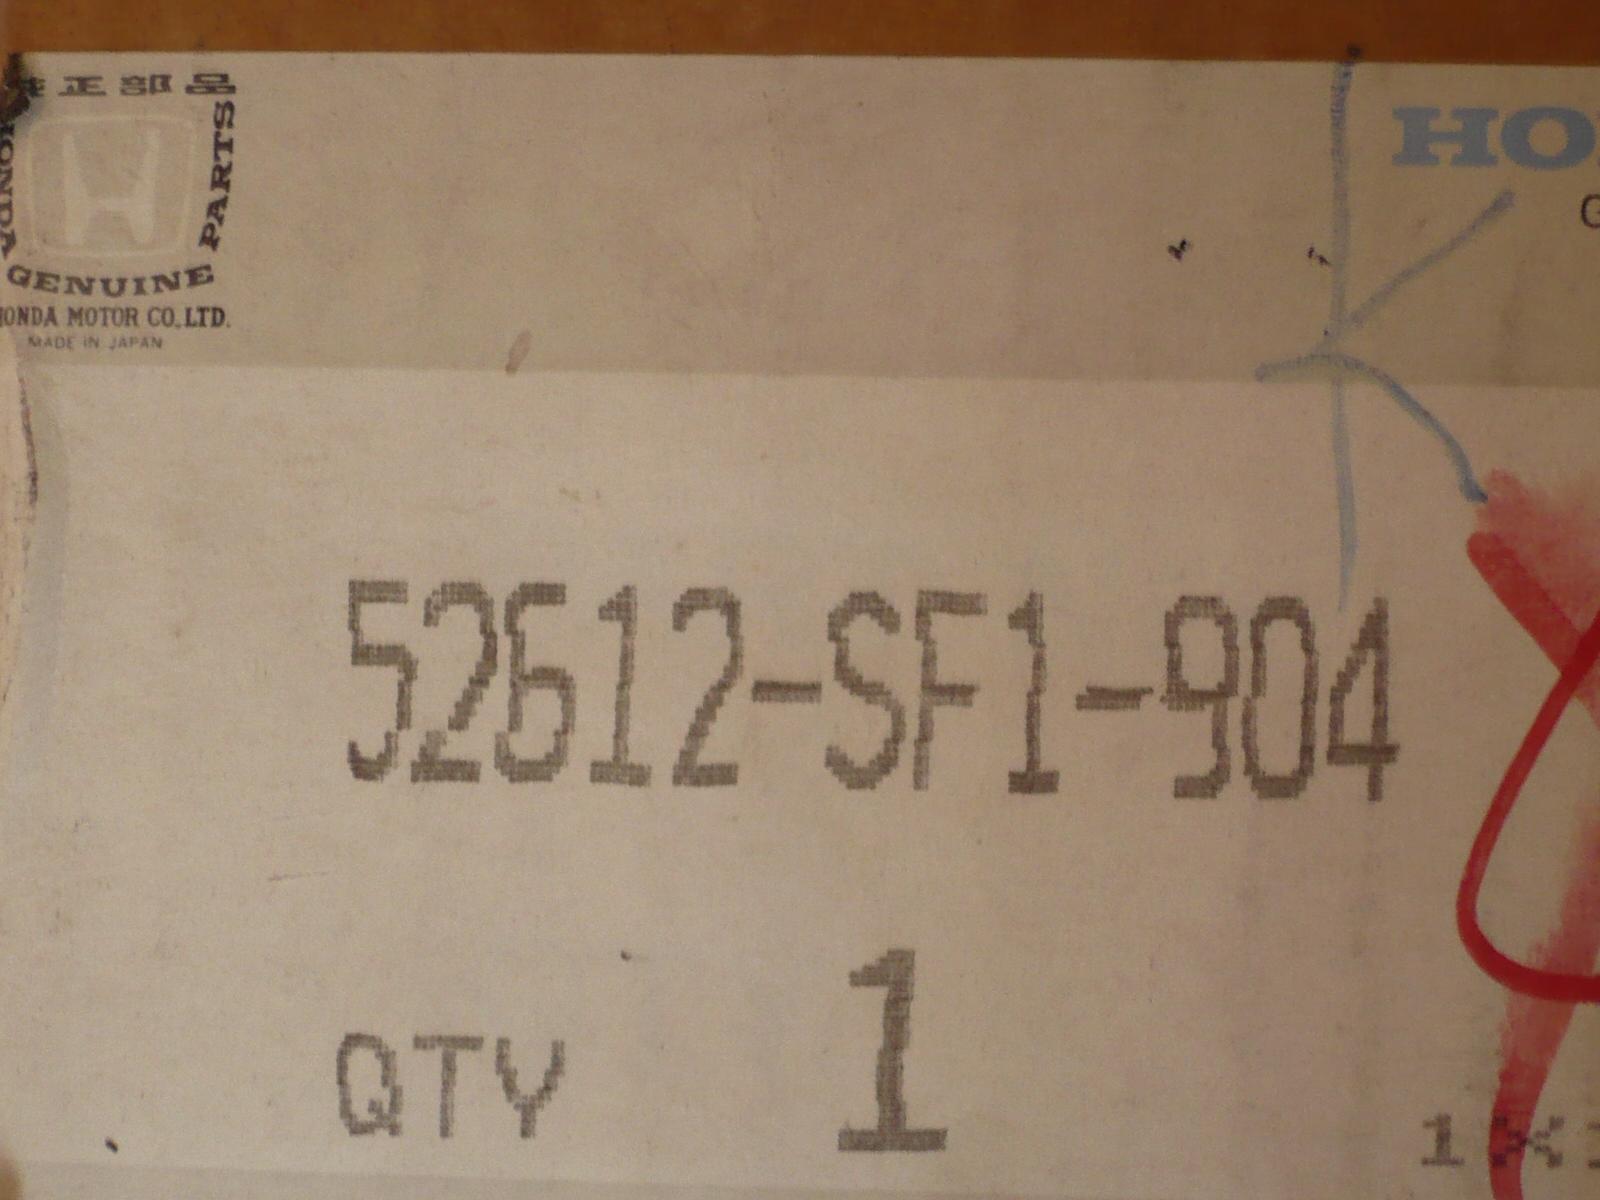 正部品
HONDA
PARTS
GENUINE
HONDA MOTOR CO.,LTD.
MADE IN JAPAN
HO
G
K
52612-SF1-904
QTY 1
1